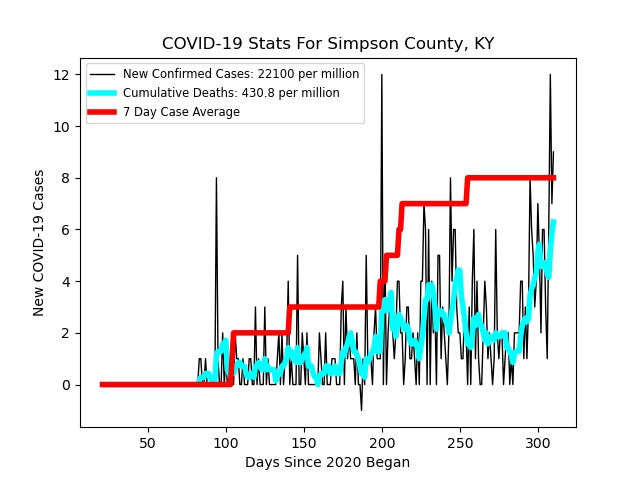 COVID-19 Stats For Simpson County, KY
New Confirmed Cases: 22100 per million
Cumulative Deaths: 430.8 per million
7 Day Case Average
12
10
8
6
4
2
0
New COVID-19 Cases
50 100 150 200 250 300
Days Since 2020 Began